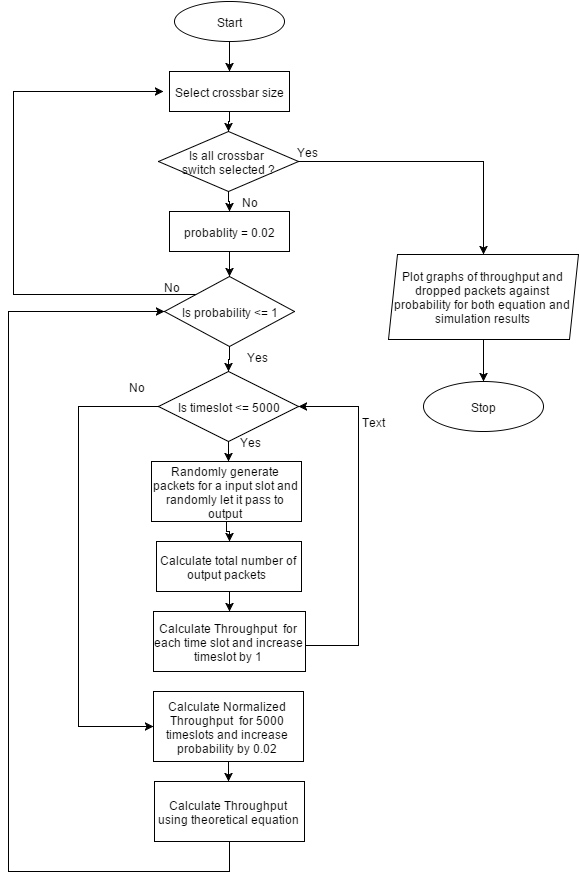 Start
Select crossbar size
Is all crossbar
switch selected ?
Yes
No
probablity = 0.02
No
Is probability <= 1
Yes
Plot graphs of throughput and
dropped packets against
probability for both equation and
simulation results
Stop
No
Is timeslot <= 5000
Text
Yes
Randomly generate
packets for a input slot and
randomly let it pass to
output
Calculate total number of
output packets
Calculate Throughput for
each time slot and increase
timeslot by 1
Calculate Normalized
Throughput for 5000
timeslots and increase
probability by 0.02
Calculate Throughput
using theoretical equation